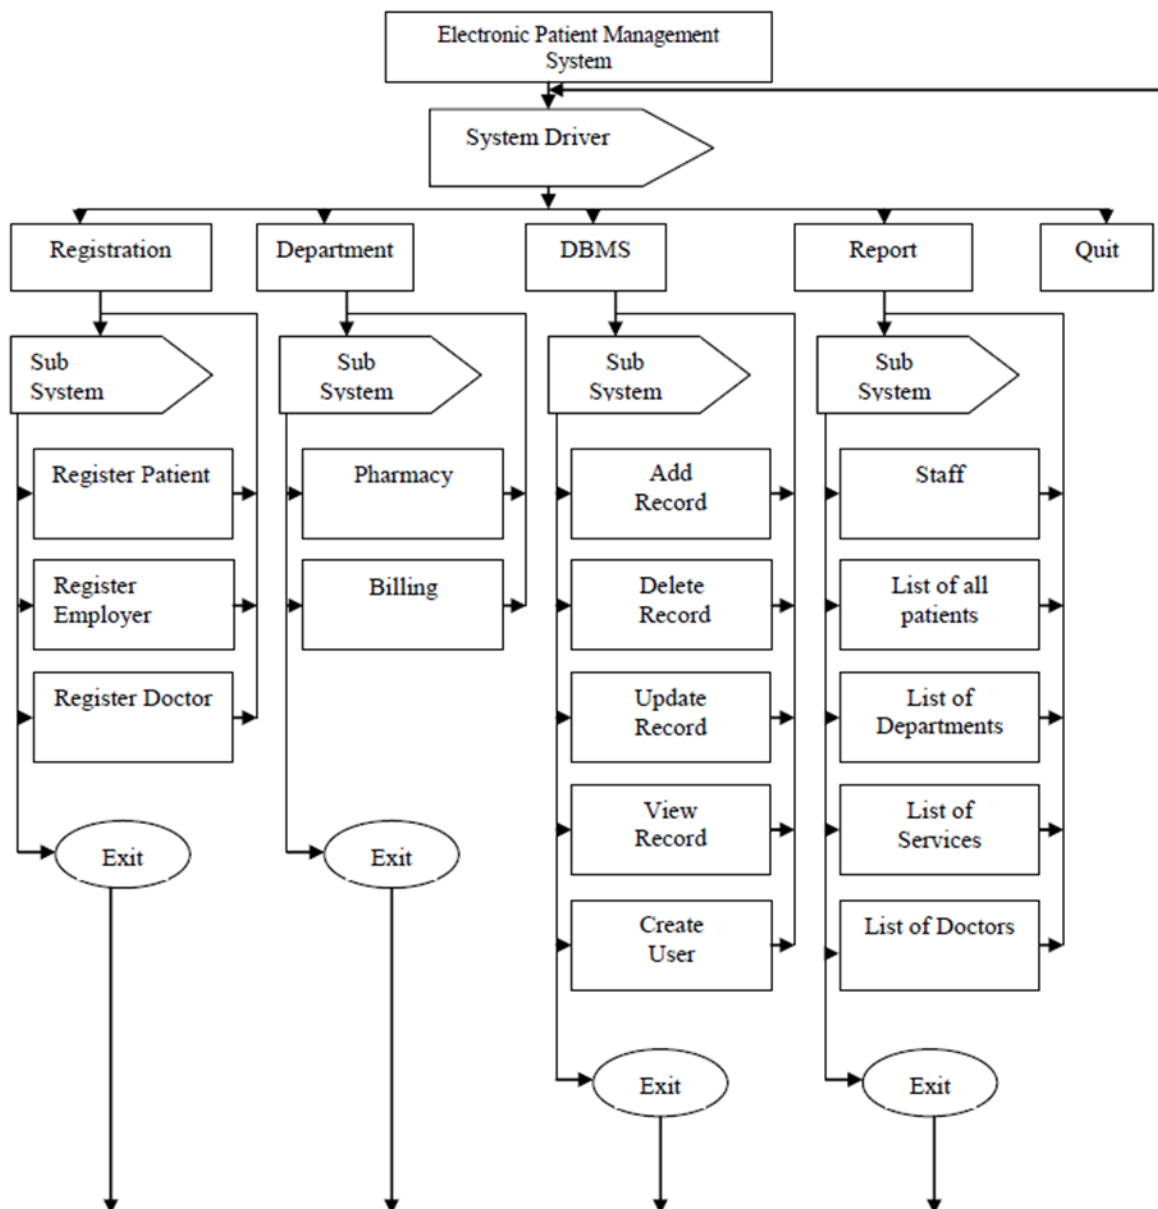 Electronic Patient Management
System
System Driver
Registration
Department
DBMS
Report
Quit
Sub
System
Sub
System
Sub
System
Sub
System
Register Patient
Pharmacy
Add
Record
Staff
Register
Employer
Billing
Delete
Record
List of all
patients
Register Doctor
Update
Record
List of
Departments
View
Record
List of
Services
Exit
Exit
Create
User
List of Doctors
Exit
Exit